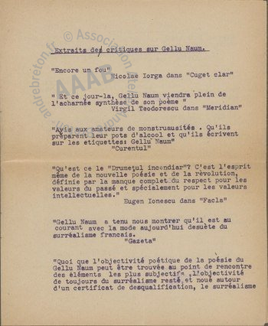 Extraits des critiques sur Gellu Naum.
"Encore un fou"
Nicolae Iorga dans "Cuget clar"
"Et ce jour-la, Gellu Naum viendra plein de
l'acharnée synthèse de son poème"
Virgil Teodorescu dans "Meridian"
"Avis aux amateurs de monstruosités. Qu'ils
préparent leur pots d'alcool et qu'ils écrivent
sur les etiquettes: Gellu Naum"
"Curentul"
"Qu'est ce le "Drumeţul incendiar"? C'est l'esprit
même de la nouvelle poésie et de la révolution,
définie par la manque complet du respect pour les
valeurs du passé et spécialement pour les valeurs
intellectuelles."
Eugen Ionescu dans "Facla"
"Gellu Naum a tenu nous montrer qu'il est au
courant avec la mode aujourd'hui desuète du
surréalisme francais.
"Gazeta"
"Quoi que l'objectivité poétique de la poésie du
Gellu Naum peut être trouvée au point de rencontre
des éléments les plus subjectifs, l'objectivité
de toujours du surréalisme resté, et nous autour
d'un certificat de desqualification, le surréalisme
© Association
andrebreton.fr
AAAB